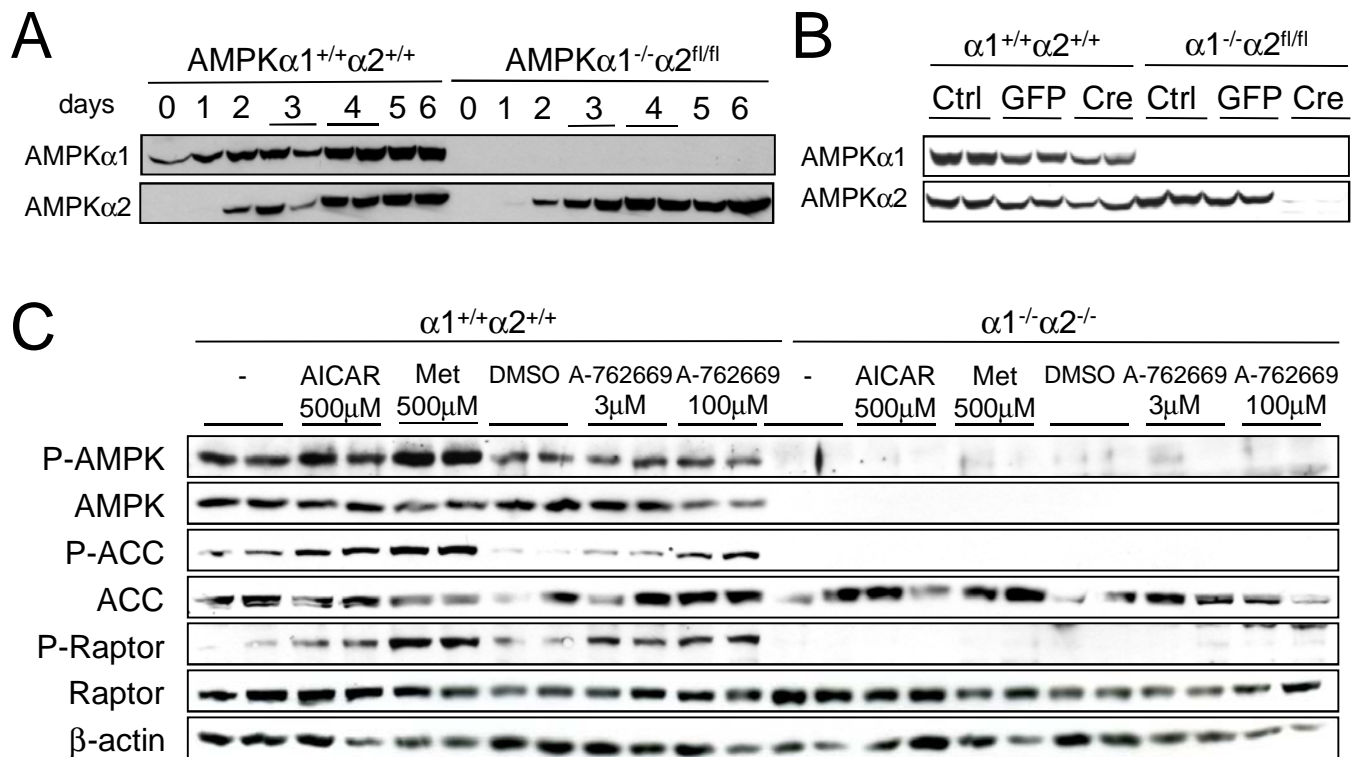 A
AMPKα1+/+α2+/+ AMPKα1-/-α2fl/fl
days 0 1 2 3 4 5 6 0 1 2 3 4 5 6
AMPKα1
AMPKα2
B
α1+/+α2+/+ α1-/-α2fl/fl
Ctrl GFP Cre Ctrl GFP Cre
AMPKα1
AMPKα2
C
α1+/+α2+/+ α1-/-α2-/-
- AICAR Met DMSO A-762669 A-762669 - AICAR Met DMSO A-762669 A-762669
500μM 500μM 3μM 100μM 500μM 500μM 3μM 100μM
P-AMPK
AMPK
P-ACC
ACC
P-Raptor
Raptor
β-actin